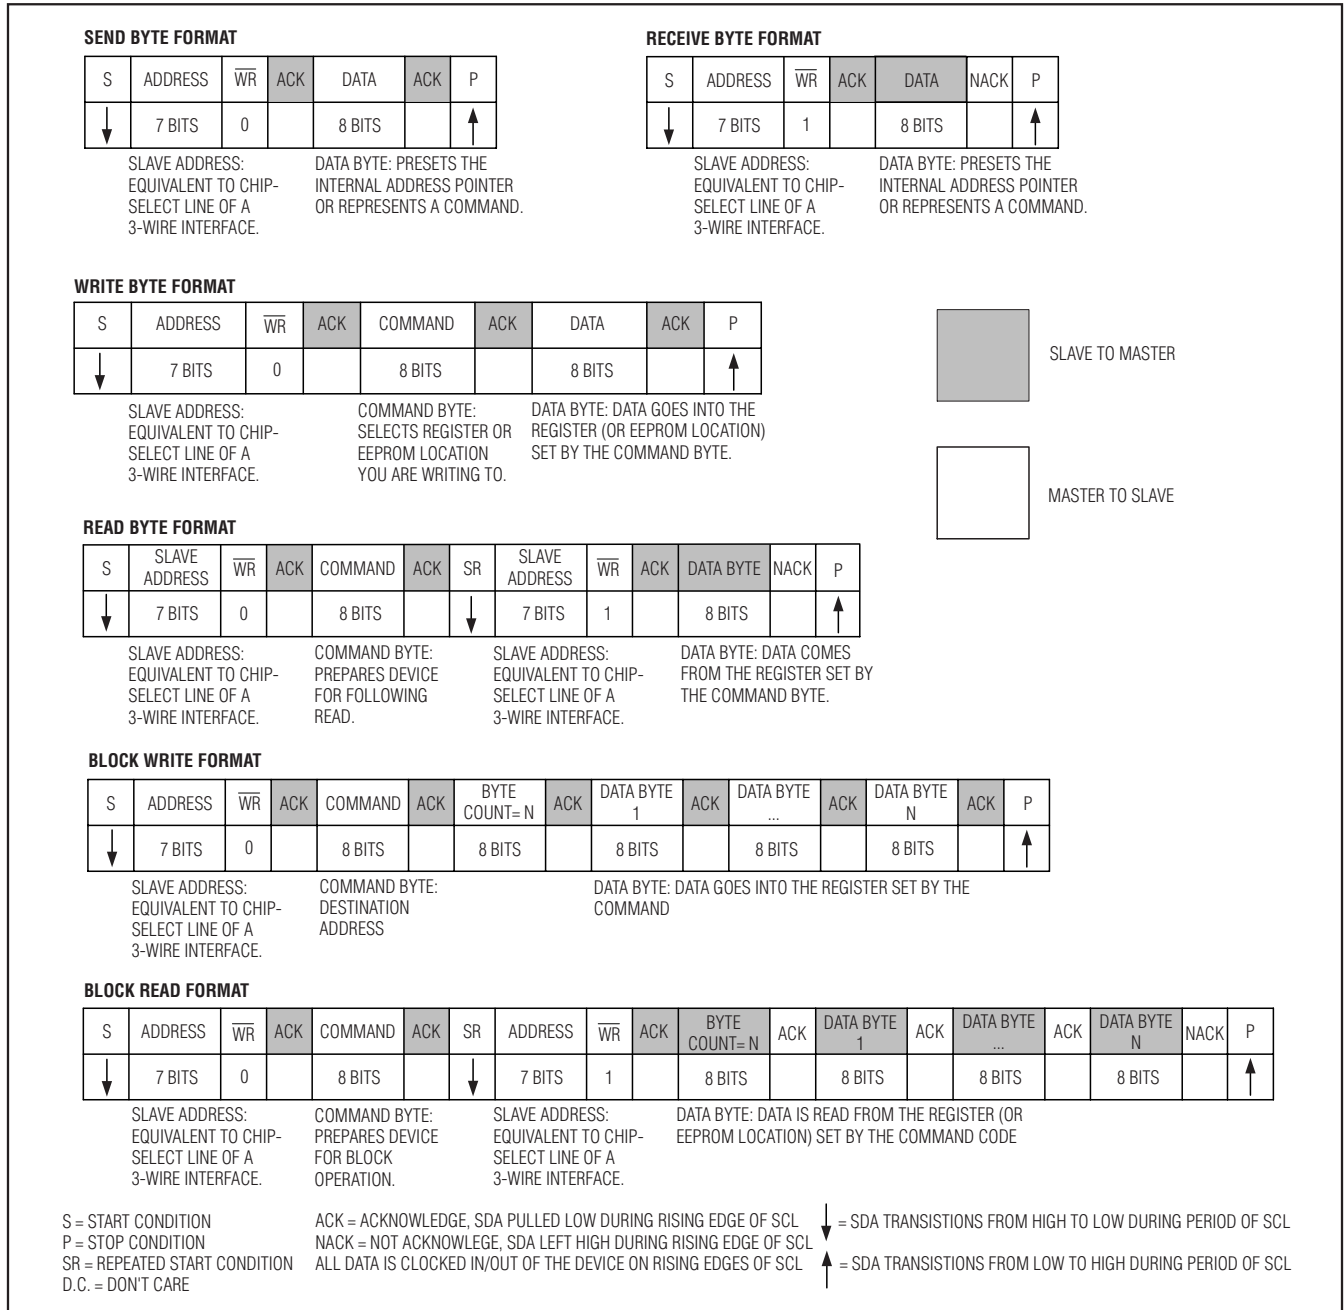 SEND BYTE FORMAT
S ADDRESS WR ACK DATA ACK P
7 BITS 0 8 BITS
SLAVE ADDRESS:
EQUIVALENT TO CHIP-
SELECT LINE OF A
3-WIRE INTERFACE.
DATA BYTE: PRESETS THE
INTERNAL ADDRESS POINTER
OR REPRESENTS A COMMAND.
RECEIVE BYTE FORMAT
S ADDRESS WR ACK DATA NACK P
7 BITS 1 8 BITS
SLAVE ADDRESS:
EQUIVALENT TO CHIP-
SELECT LINE OF A
3-WIRE INTERFACE.
DATA BYTE: PRESETS THE
INTERNAL ADDRESS POINTER
OR REPRESENTS A COMMAND.
WRITE BYTE FORMAT
S ADDRESS WR ACK COMMAND ACK DATA ACK P
7 BITS 0 8 BITS 8 BITS
SLAVE ADDRESS:
EQUIVALENT TO CHIP-
SELECT LINE OF A
3-WIRE INTERFACE.
COMMAND BYTE:
SELECTS REGISTER OR
EEPROM LOCATION
YOU ARE WRITING TO.
DATA BYTE: DATA GOES INTO THE
REGISTER (OR EEPROM LOCATION)
SET BY THE COMMAND BYTE.
SLAVE TO MASTER
MASTER TO SLAVE
READ BYTE FORMAT
S SLAVE ADDRESS WR ACK COMMAND ACK SR SLAVE ADDRESS WR ACK DATA BYTE NACK P
7 BITS 0 8 BITS 7 BITS 1 8 BITS
SLAVE ADDRESS:
EQUIVALENT TO CHIP-
SELECT LINE OF A
3-WIRE INTERFACE.
COMMAND BYTE:
PREPARES DEVICE
FOR FOLLOWING
READ.
SLAVE ADDRESS:
EQUIVALENT TO CHIP-
SELECT LINE OF A
3-WIRE INTERFACE.
DATA BYTE: DATA COMES
FROM THE REGISTER SET BY
THE COMMAND BYTE.
BLOCK WRITE FORMAT
S ADDRESS WR ACK COMMAND ACK BYTE COUNT= N ACK DATA BYTE 1 ACK DATA BYTE ... ACK DATA BYTE N ACK P
7 BITS 0 8 BITS 8 BITS 8 BITS 8 BITS 8 BITS
SLAVE ADDRESS:
EQUIVALENT TO CHIP-
SELECT LINE OF A
3-WIRE INTERFACE.
COMMAND BYTE:
DESTINATION
ADDRESS
DATA BYTE: DATA GOES INTO THE REGISTER SET BY THE
COMMAND
BLOCK READ FORMAT
S ADDRESS WR ACK COMMAND ACK SR ADDRESS WR ACK BYTE COUNT= N ACK DATA BYTE 1 ACK DATA BYTE ... ACK DATA BYTE N NACK P
7 BITS 0 8 BITS 7 BITS 1 8 BITS 8 BITS 8 BITS 8 BITS
SLAVE ADDRESS:
EQUIVALENT TO CHIP-
SELECT LINE OF A
3-WIRE INTERFACE.
COMMAND BYTE:
PREPARES DEVICE
FOR BLOCK
OPERATION.
SLAVE ADDRESS:
EQUIVALENT TO CHIP-
SELECT LINE OF A
3-WIRE INTERFACE.
DATA BYTE: DATA IS READ FROM THE REGISTER (OR
EEPROM LOCATION) SET BY THE COMMAND CODE
S = START CONDITION
P = STOP CONDITION
SR = REPEATED START CONDITION
D.C. = DON'T CARE
ACK = ACKNOWLEDGE, SDA PULLED LOW DURING RISING EDGE OF SCL
NACK = NOT ACKNOWLEGE, SDA LEFT HIGH DURING RISING EDGE OF SCL
ALL DATA IS CLOCKED IN/OUT OF THE DEVICE ON RISING EDGES OF SCL
= SDA TRANSISTIONS FROM HIGH TO LOW DURING PERIOD OF SCL
= SDA TRANSISTIONS FROM LOW TO HIGH DURING PERIOD OF SCL